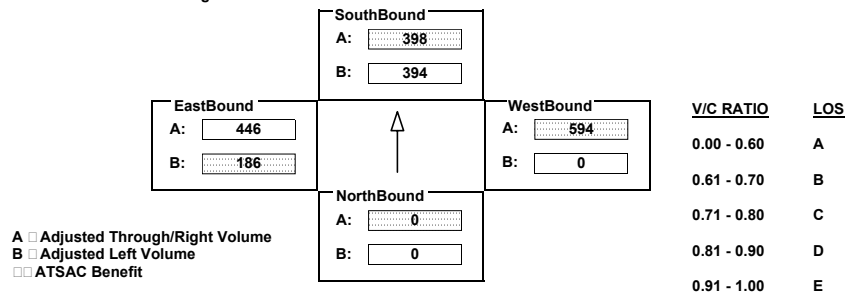 SouthBound
A: 398
B: 394
EastBound
A: 446
B: 186
WestBound
A: 594
B: 0
NorthBound
A: 0
B: 0
A □ Adjusted Through/Right Volume
B □ Adjusted Left Volume
□□ ATSAC Benefit
V/C RATIO LOS
0.00 - 0.60 A
0.61 - 0.70 B
0.71 - 0.80 C
0.81 - 0.90 D
0.91 - 1.00 E